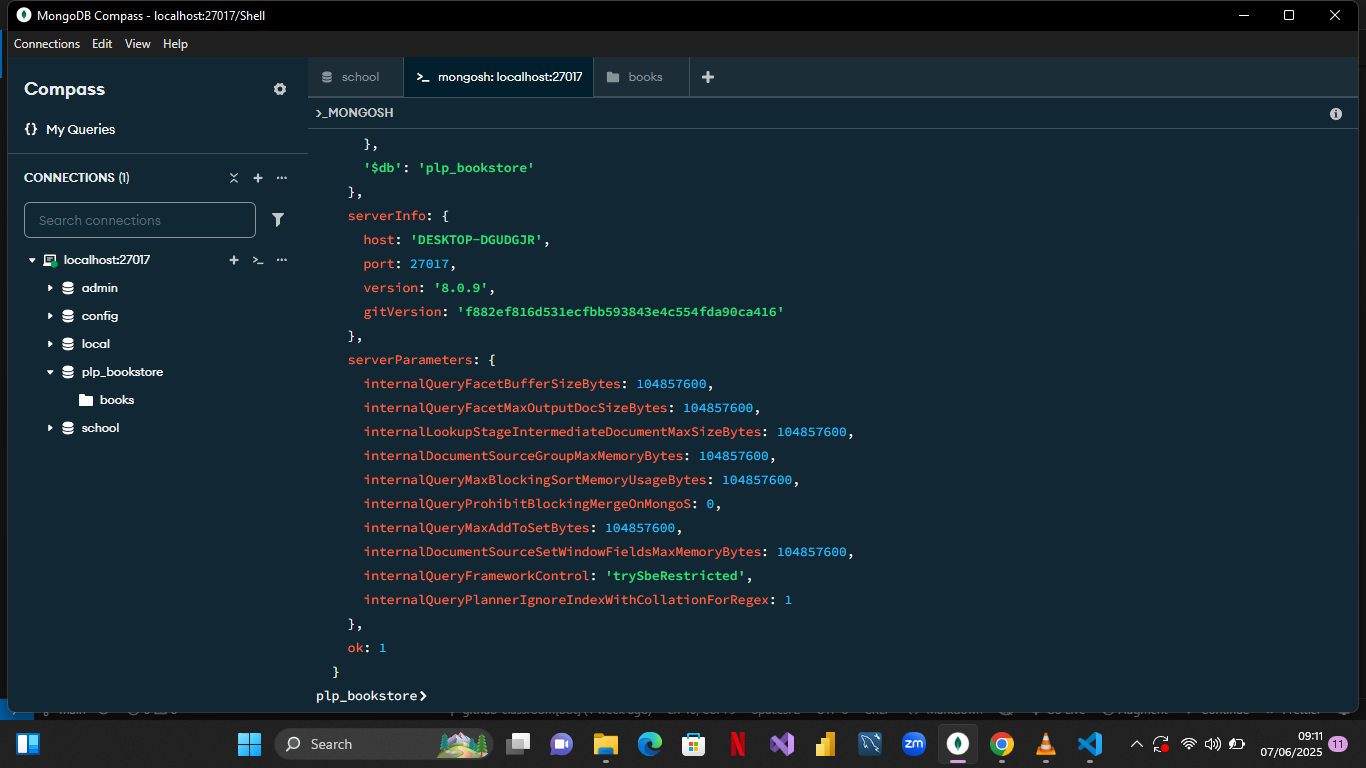 MongoDB Compass - localhost:27017/Shell
Connections Edit View Help
Compass
{} My Queries
CONNECTIONS (1)
Search connections
localhost:27017
admin
config
local
plp_bookstore
books
school
school
>_ mongosh: localhost:27017
books
>_MONGOSH
},
'$db': 'plp_bookstore'
},
serverInfo: {
host: 'DESKTOP-DGUDGJR',
port: 27017,
version: '8.0.9',
gitVersion: 'f882ef816d531ecfbb593843e4c554fda90ca416'
},
serverParameters: {
internalQueryFacetBufferSizeBytes: 104857600,
internalQueryFacetMaxOutputDocSizeBytes: 104857600,
internalLookupStageIntermediateDocumentMaxSizeBytes: 104857600,
internalDocumentSourceGroupMaxMemoryBytes: 104857600,
internalQueryMaxBlockingSortMemoryUsageBytes: 104857600,
internalQueryProhibitBlockingMergeOnMongoS: 0,
internalQueryMaxAddToSetBytes: 104857600,
internalDocumentSourceSetWindowFieldsMaxMemoryBytes: 104857600,
internalQueryFrameworkControl: 'trySbeRestricted',
internalQueryPlannerIgnoreIndexWithCollationForRegex: 1
},
ok: 1
}
plp_bookstore>
Search
zm
09:11
07/06/2025
11